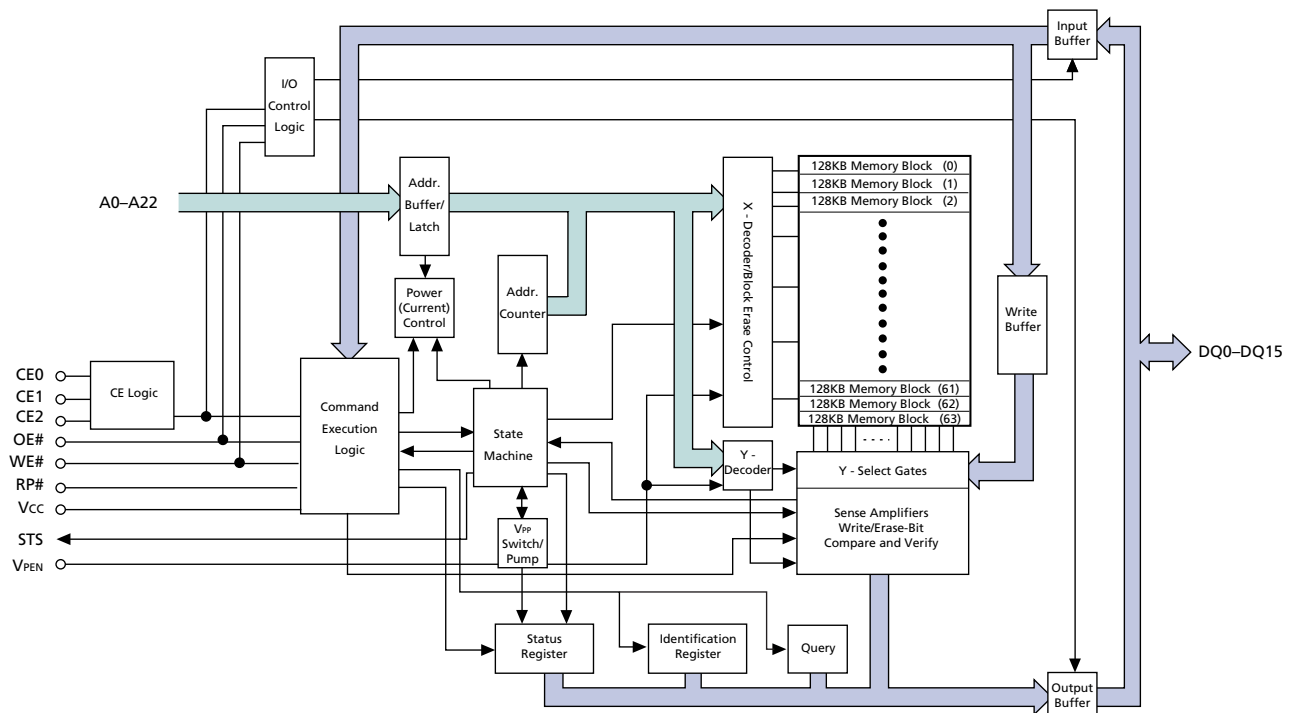 Input
Buffer
I/O
Control
Logic
A0–A22
Addr.
Buffer/
Latch
X - Decoder/Block Erase Control
128KB Memory Block (0)
128KB Memory Block (1)
128KB Memory Block (2)
Power
(Current)
Control
Addr.
Counter
Write
Buffer
DQ0–DQ15
CE0
CE1
CE2
OE#
WE#
RP#
VCC
STS
VPEN
CE Logic
Command
Execution
Logic
State
Machine
128KB Memory Block (61)
128KB Memory Block (62)
128KB Memory Block (63)
Y -
Decoder
Y - Select Gates
Sense Amplifiers
Write/Erase-Bit
Compare and Verify
VPP
Switch/
Pump
Status
Register
Identification
Register
Query
Output
Buffer